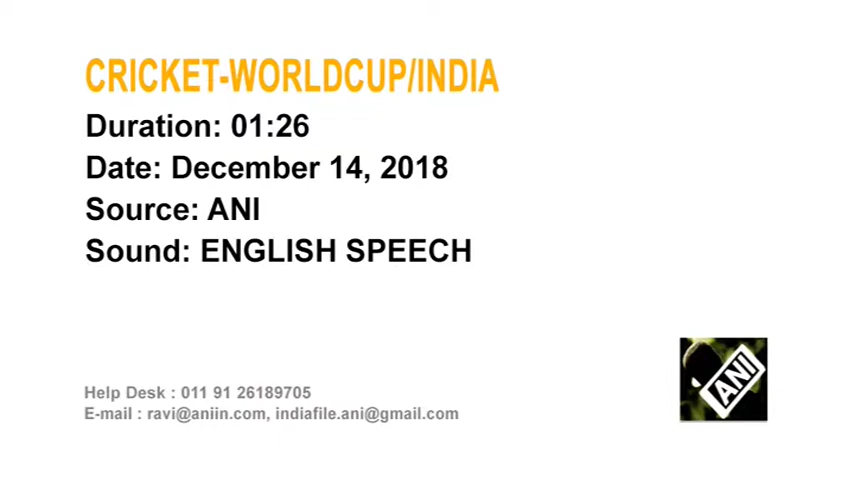 CRICKET-WORLDCUP/INDIA
Duration: 01:26
Date: December 14, 2018
Source: ANI
Sound: ENGLISH SPEECH
Help Desk : 011 91 26189705
E-mail : ravi@aniin.com, indiafile.ani@gmail.com
ANI